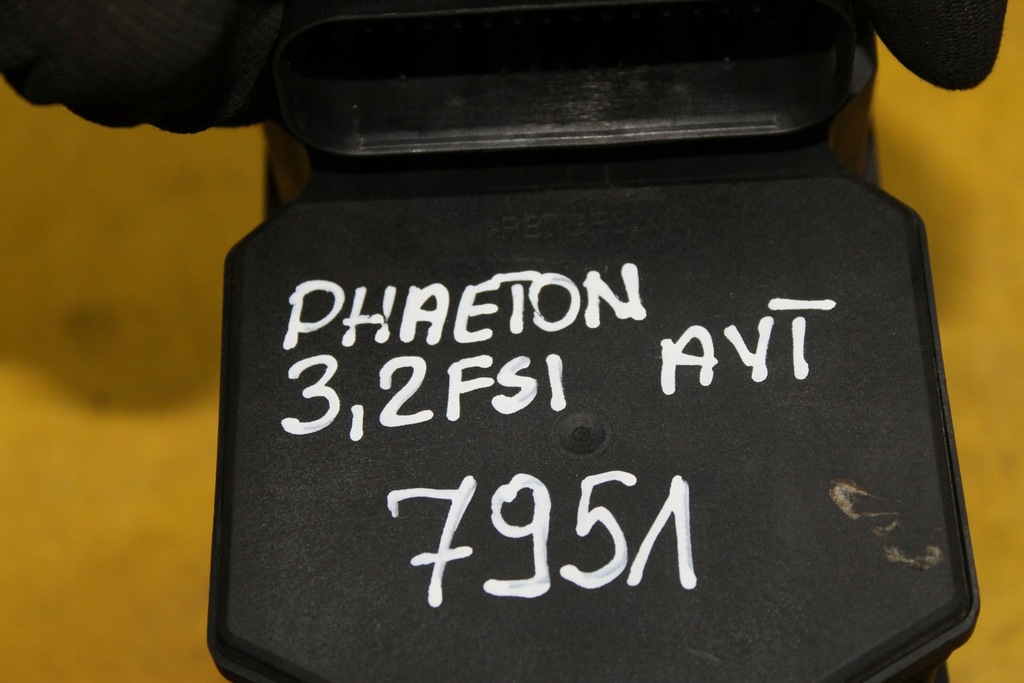 PHAETON
3,2FSI AYT
7951